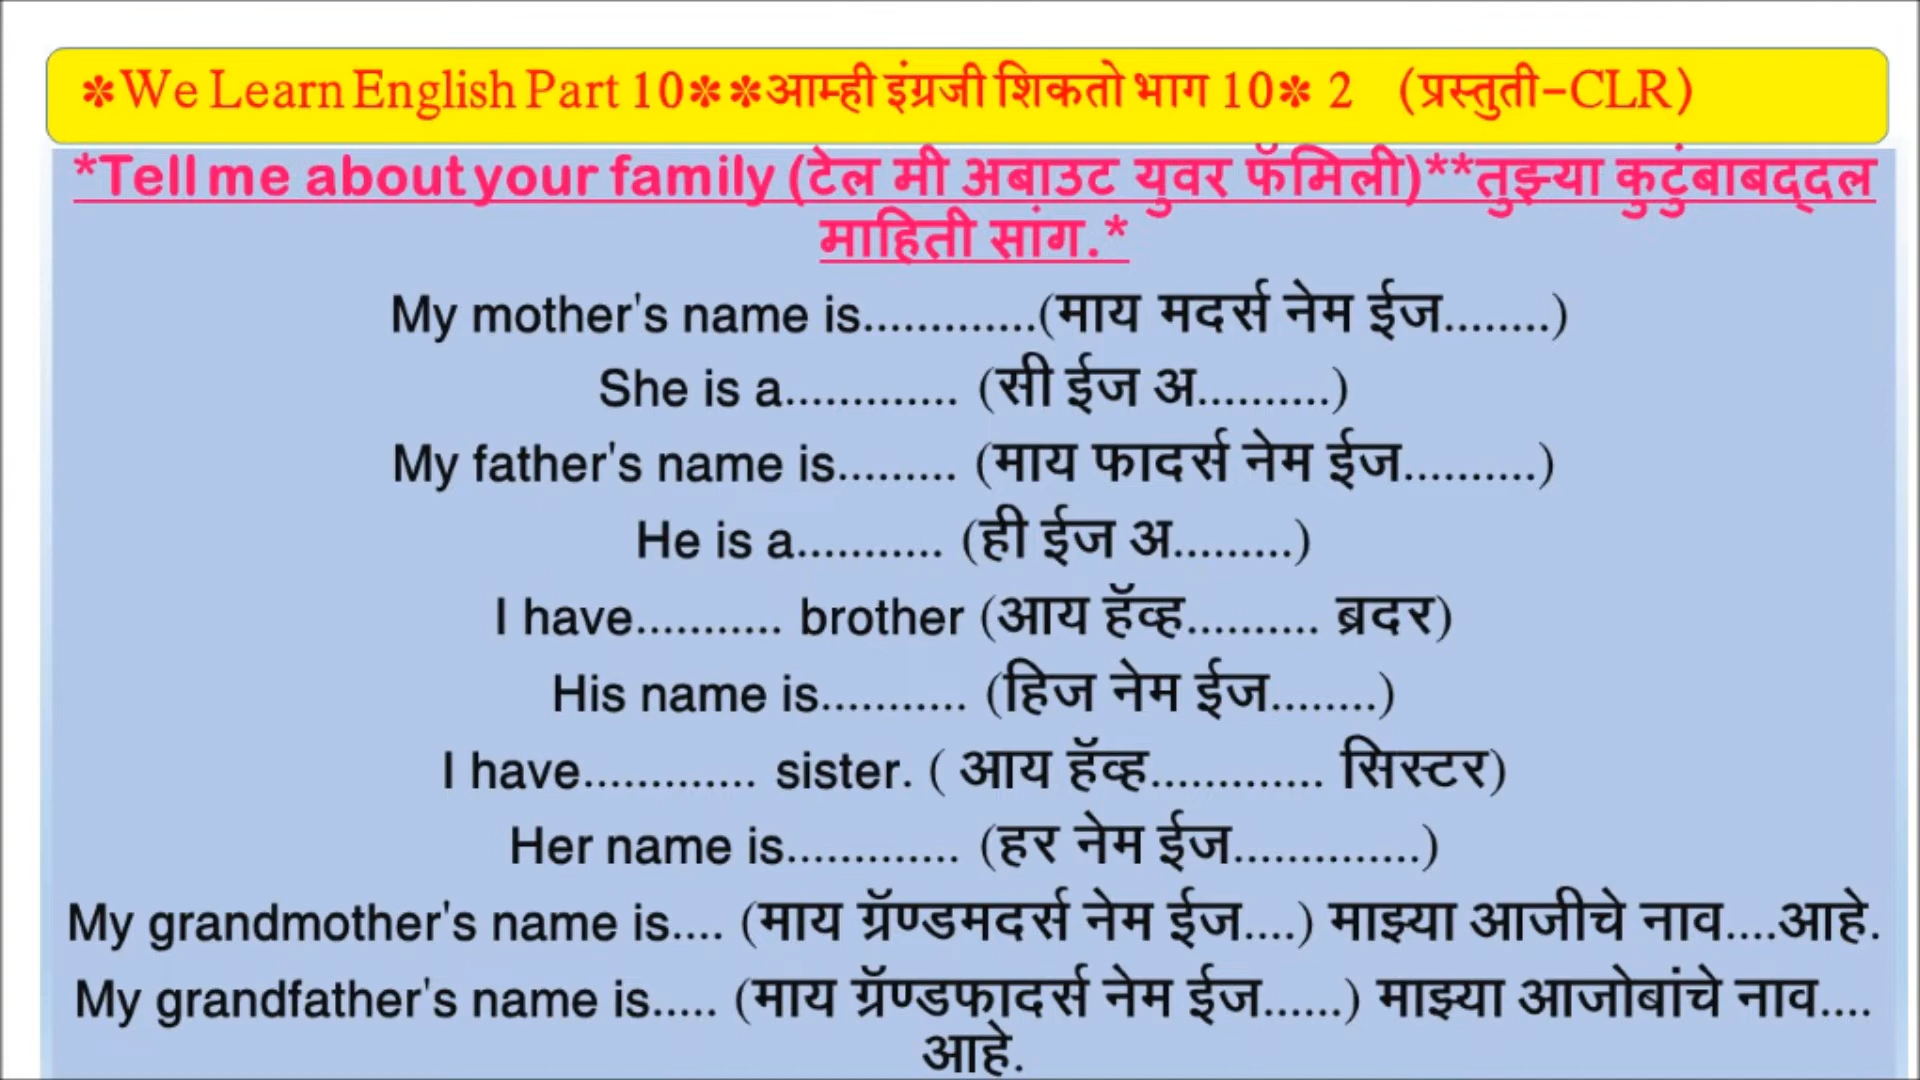 *We Learn English Part 10**आम्ही इंग्रजी शिकतो भाग 10* 2 (प्रस्तुती-CLR)
*Tell me about your family (टेल मी अबाउट युवर फॅमिली)**तुझ्या कुटुंबाबद्दल
माहिती सांग.*
My mother's name is.............(माय मदर्स नेम ईज........)
She is a............. (सी ईज अ..........)
My father's name is......... (माय फादर्स नेम ईज..........)
He is a........... (ही ईज अ.........)
I have........... brother (आय हॅव्ह.......... ब्रदर)
His name is........... (हिज नेम ईज........)
I have............. sister. ( आय हॅव्ह............. सिस्टर)
Her name is............. (हर नेम ईज..............)
My grandmother's name is.... (माय ग्रॅण्डमदर्स नेम ईज....) माझ्या आजीचे नाव....आहे.
My grandfather's name is..... (माय ग्रॅण्डफादर्स नेम ईज......) माझ्या आजोबांचे नाव....
आहे.